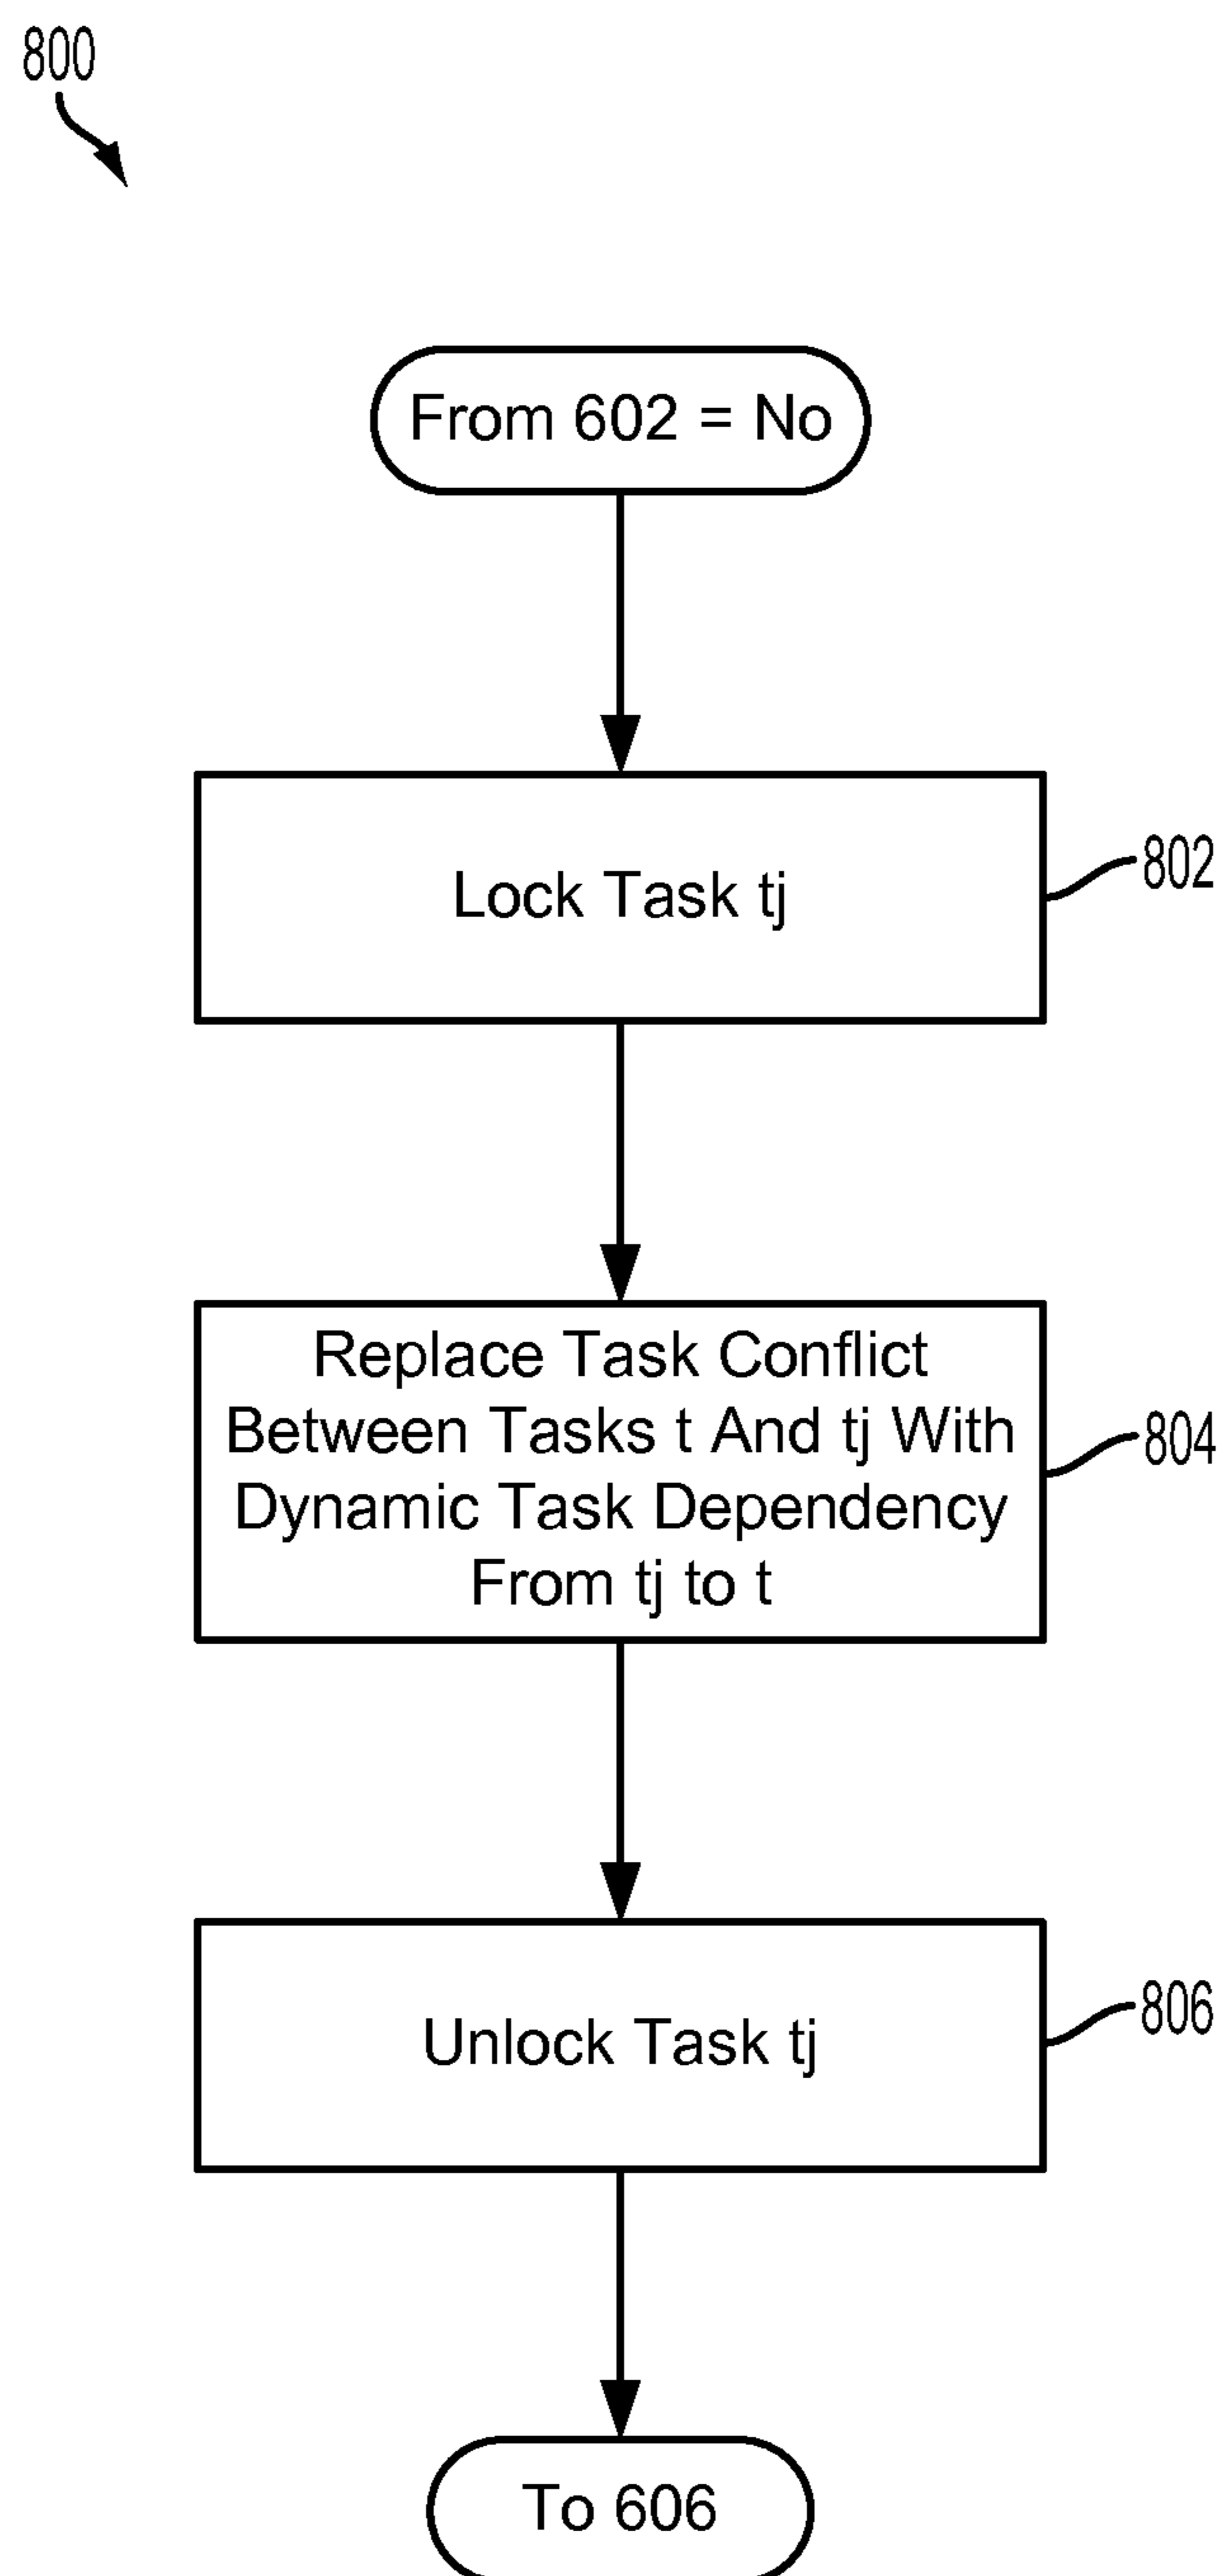 800
From 602 = No
Lock Task tj
802
Replace Task Conflict
Between Tasks t And tj With
Dynamic Task Dependency
From tj to t
804
Unlock Task tj
806
To 606